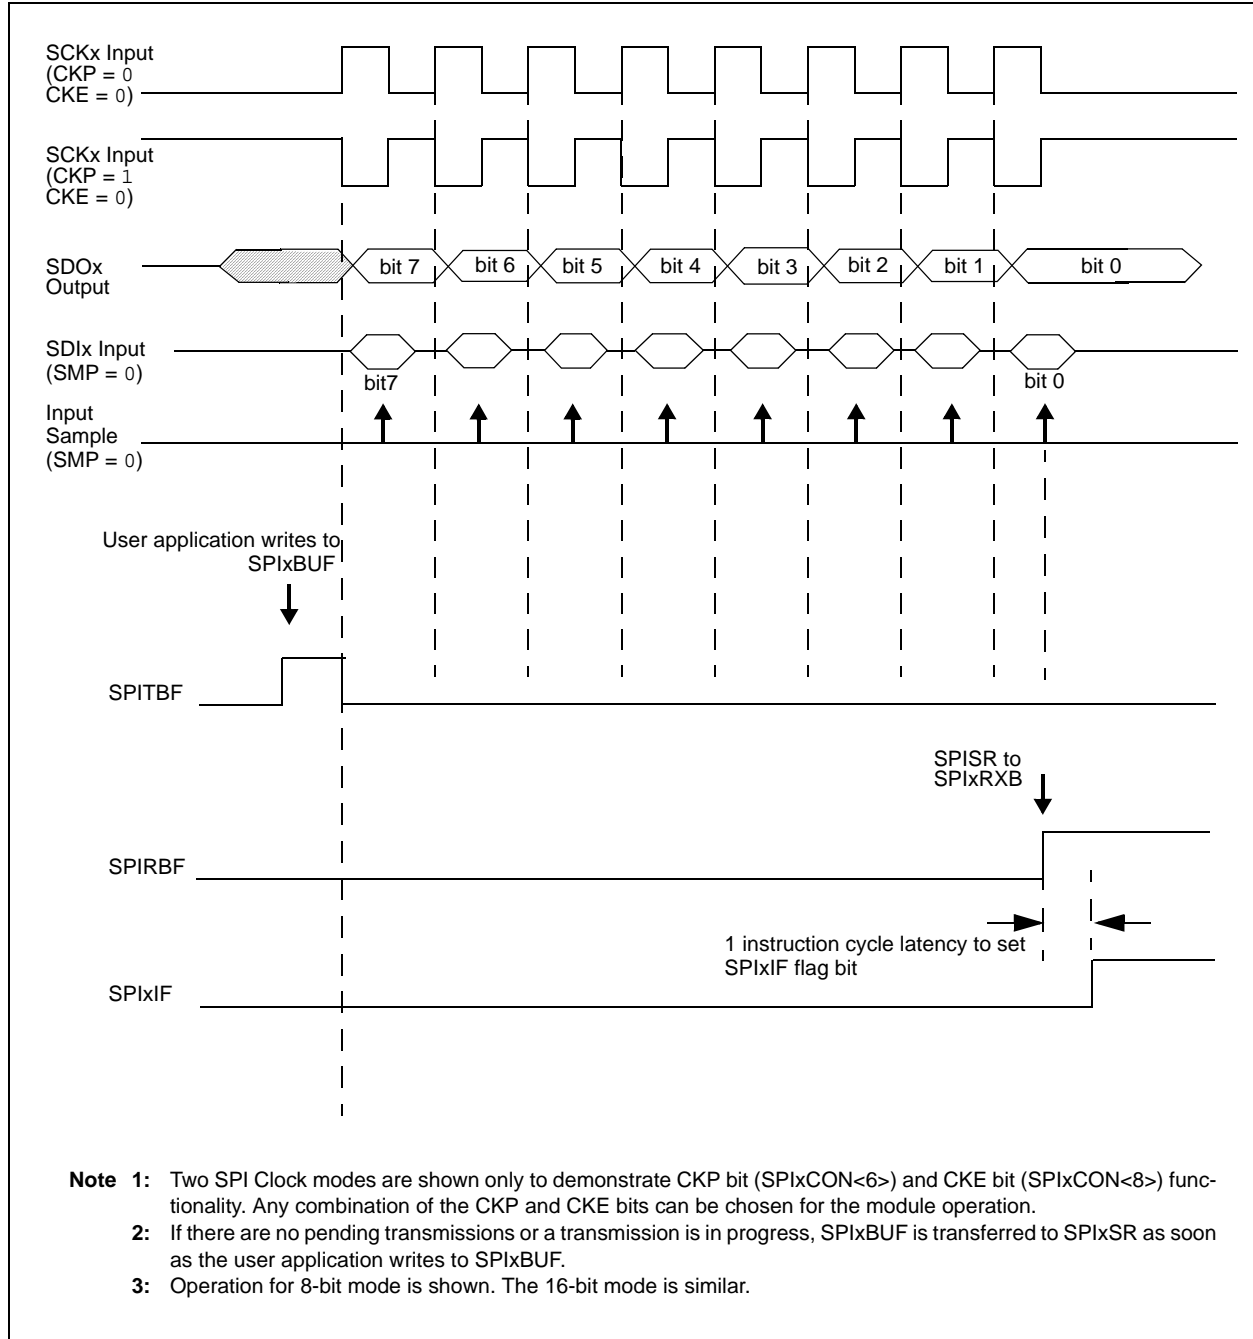 SCKx Input
(CKP = 0
CKE = 0)
SCKx Input
(CKP = 1
CKE = 0)
SDOx
Output
bit 7
bit 6
bit 5
bit 4
bit 3
bit 2
bit 1
bit 0
SDIx Input
(SMP = 0)
bit7
bit 0
Input
Sample
(SMP = 0)
User application writes to
SPIxBUF
SPITBF
SPISR to
SPIxRXB
SPIRBF
1 instruction cycle latency to set
SPIxIF flag bit
SPIxIF
Note 1: Two SPI Clock modes are shown only to demonstrate CKP bit (SPIxCON<6>) and CKE bit (SPIxCON<8>) func-
tionality. Any combination of the CKP and CKE bits can be chosen for the module operation.
2: If there are no pending transmissions or a transmission is in progress, SPIxBUF is transferred to SPIxSR as soon
as the user application writes to SPIxBUF.
3: Operation for 8-bit mode is shown. The 16-bit mode is similar.